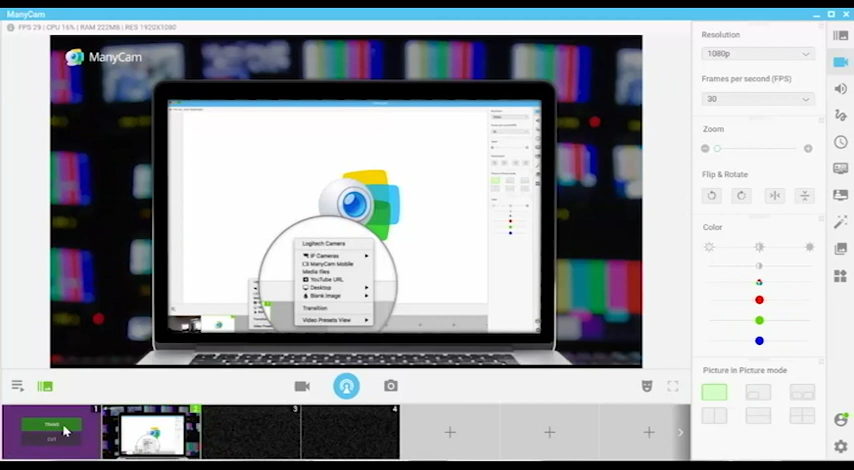 ManyCam
FPS 29 | CPU 16% | RAM 222MB | RES 1920X1080
ManyCam
Logitech Camera
IP Cameras
ManyCam Mobile
Media files
YouTube URL
Desktop
Blank Image
Transition
Video Presets View
Resolution
1080p
Frames per second (FPS)
30
Zoom
Flip & Rotate
Color
Picture in Picture mode
1
2
3
4
TRANS
CUT